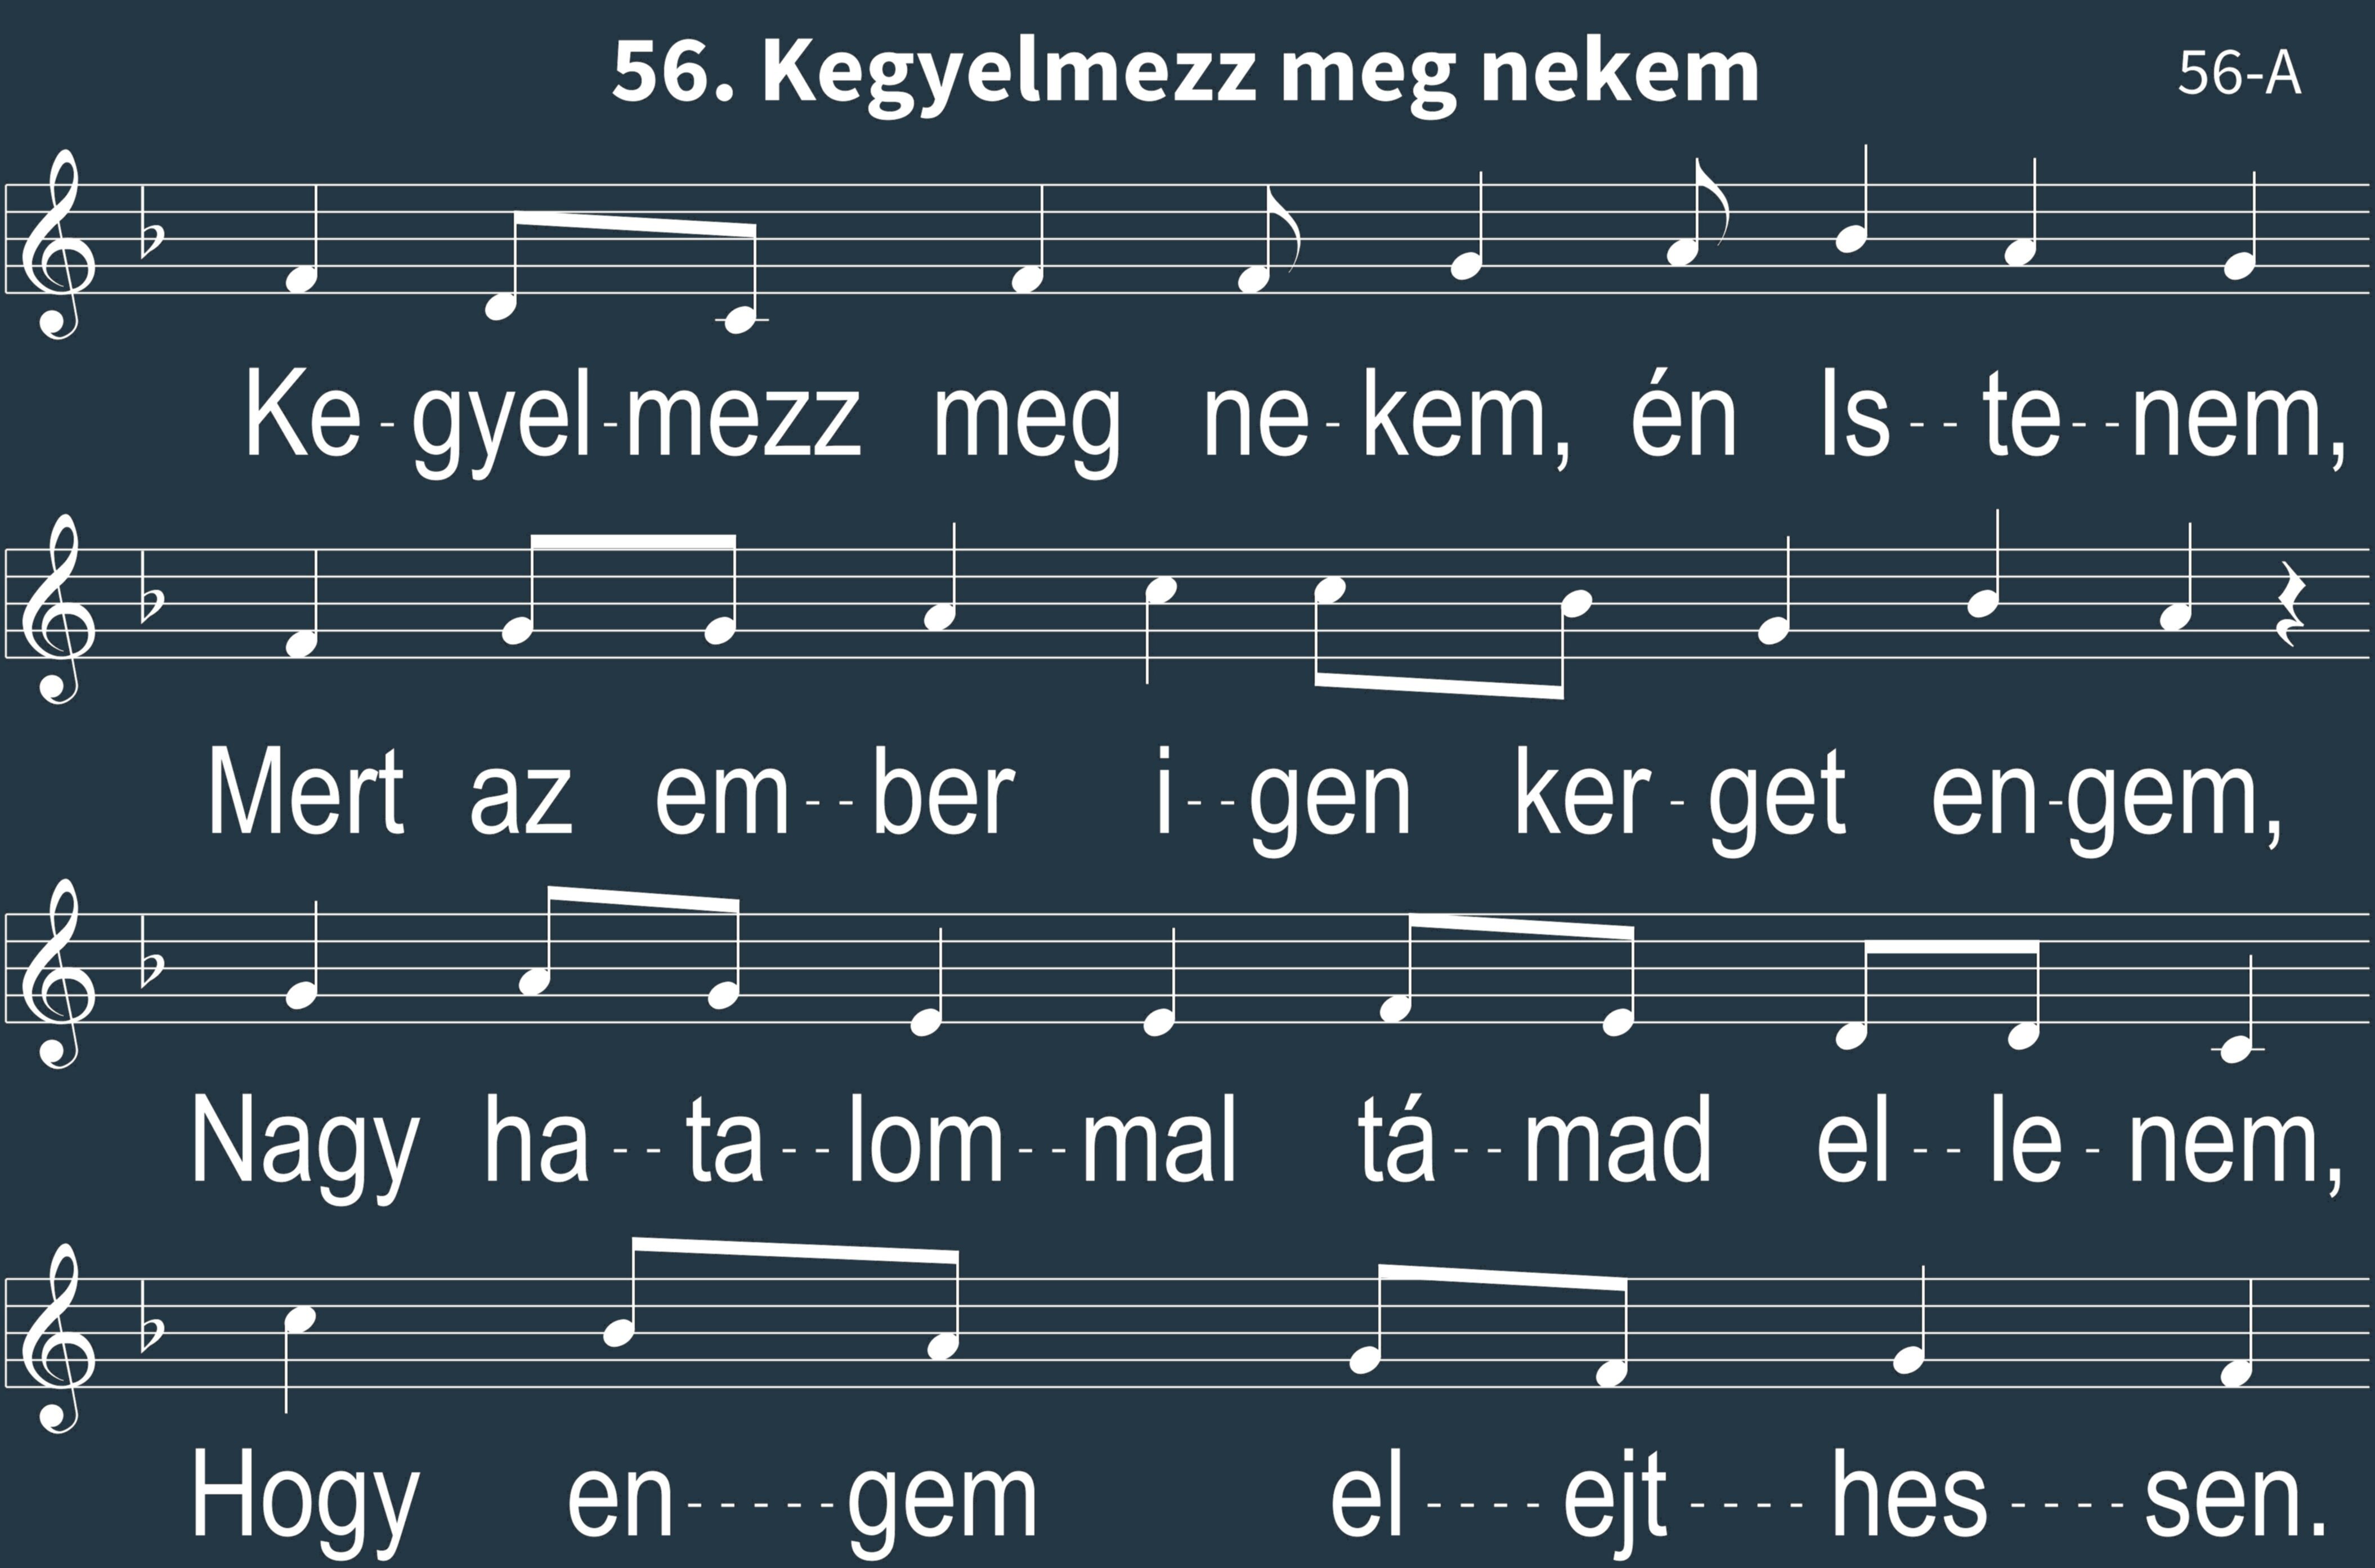 56. Kegyelmezz meg nekem 56-A
Ke-gyel-mezz meg ne-kem, én Is--te--nem,
Mert az em--ber i--gen ker-get en-gem,
Nagy ha--ta--lom--mal tá--mad el--le-nem,
Hogy en-----gem el----ejt----hes----sen.